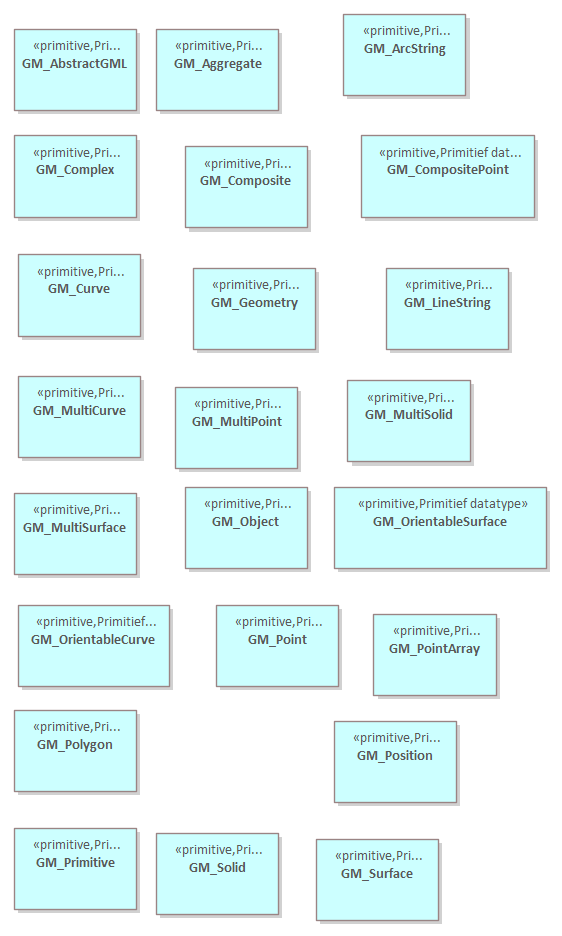 «primitive,Pri...
GM_AbstractGML
«primitive,Pri...
GM_Aggregate
«primitive,Pri...
GM_ArcString
«primitive,Pri...
GM_Complex
«primitive,Pri...
GM_Composite
«primitive,Primitief dat...
GM_CompositePoint
«primitive,Pri...
GM_Curve
«primitive,Pri...
GM_Geometry
«primitive,Pri...
GM_LineString
«primitive,Pri...
GM_MultiCurve
«primitive,Pri...
GM_MultiPoint
«primitive,Pri...
GM_MultiSolid
«primitive,Pri...
GM_MultiSurface
«primitive,Pri...
GM_Object
«primitive,Primitief datatype»
GM_OrientableSurface
«primitive,Primitief...
GM_OrientableCurve
«primitive,Pri...
GM_Point
«primitive,Pri...
GM_PointArray
«primitive,Pri...
GM_Polygon
«primitive,Pri...
GM_Position
«primitive,Pri...
GM_Primitive
«primitive,Pri...
GM_Solid
«primitive,Pri...
GM_Surface